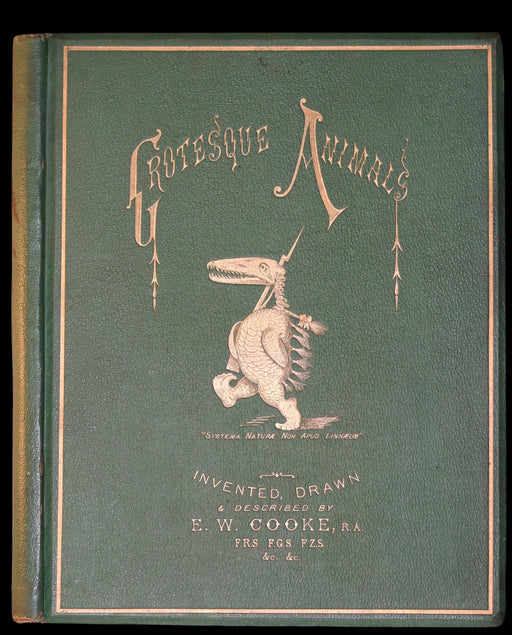 GROTESQUE ANIMALS
"SYSTEMA NATURÆ NON APUD LINNÆUM"
INVENTED, DRAWN
& DESCRIBED BY
E. W. COOKE, R.A.
F.R.S. F.G.S. F.Z.S.
&c. &c.